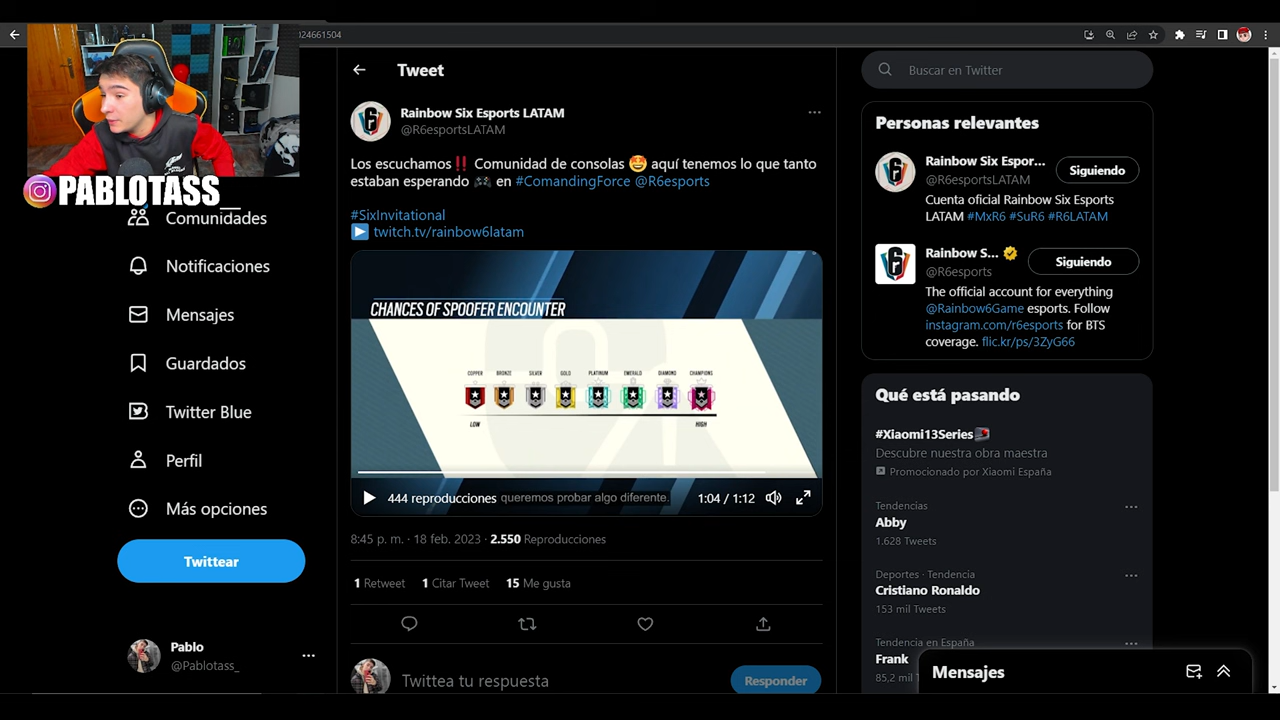 024661504
PABLOTASS_
Comunidades
Notificaciones
Mensajes
Guardados
Twitter Blue
Perfil
Más opciones
Twittear
Pablo
@Pablotass_
Tweet
Rainbow Six Esports LATAM
@R6esportsLATAM
Los escuchamos‼️ Comunidad de consolas 🤩 aquí tenemos lo que tanto
estaban esperando 🎮 en #ComandingForce @R6esports
#SixInvitational
▶️ twitch.tv/rainbow6latam
CHANCES OF SPOOFER ENCOUNTER
COPPER BRONZE SILVER GOLD PLATINUM EMERALD DIAMOND CHAMPIONS
LOW HIGH
444 reproducciones queremos probar algo diferente. 1:04 / 1:12
8:45 p. m. · 18 feb. 2023 · 2.550 Reproducciones
1 Retweet 1 Citar Tweet 15 Me gusta
Twittea tu respuesta
Responder
Buscar en Twitter
Personas relevantes
Rainbow Six Espor...
@R6esportsLATAM
Siguiendo
Cuenta oficial Rainbow Six Esports
LATAM #MxR6 #SuR6 #R6LATAM
Rainbow S...
@R6esports
Siguiendo
The official account for everything
@Rainbow6Game esports. Follow
instagram.com/r6esports for BTS
coverage. flic.kr/ps/3ZyG66
Qué está pasando
#Xiaomi13Series
Descubre nuestra obra maestra
Promocionado por Xiaomi España
Tendencias
Abby
1.628 Tweets
Deportes · Tendencia
Cristiano Ronaldo
153 mil Tweets
Tendencia en España
Frank
85,2 mil
Mensajes